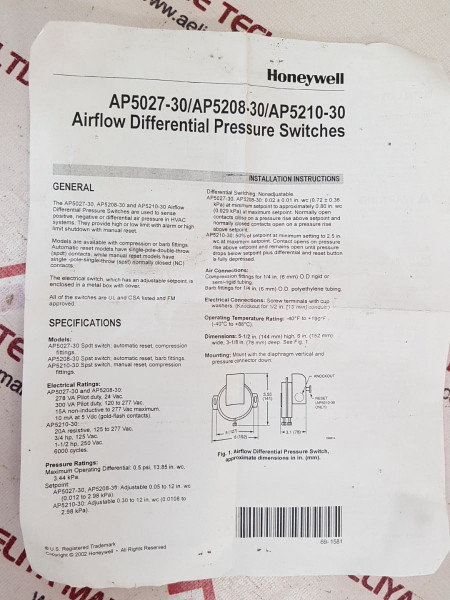 Honeywell
AP5027-30/AP5208-30/AP5210-30
Airflow Differential Pressure Switches
INSTALLATION INSTRUCTIONS
GENERAL
The AP5027-30, AP5208-30 and AP5210-30 Airflow
Differential Pressure Switches are used to sense
positive, negative or differential air pressure in HVAC
systems. They provide high or low limit with alarm or high
limit shutdown with manual reset.
Models are available with compression or barb fittings.
Automatic reset models have single-pole-double-throw
(spdt) contacts; while manual reset models have
single-pole-single-throw (spst) normally closed (NC)
contacts.
The electrical switch, which has an adjustable setpoint, is
enclosed in a metal box with cover.
All of the switches are UL and CSA listed and FM
approved.
SPECIFICATIONS
Models:
AP5027-30 Spdt switch, automatic reset, compression
fittings.
AP5208-30 Spdt switch, automatic reset, barb fittings.
AP5210-30 Spst switch, manual reset, compression
fittings.
Electrical Ratings:
AP5027-30 and AP5208-30:
278 VA Pilot duty, 24 Vac.
300 VA Pilot duty, 120 to 277 Vac.
15A non-inductive to 277 Vac maximum.
10 mA at 5 Vdc (gold-flash contacts).
AP5210-30:
20A resistive, 125 to 277 Vac.
3/4 hp, 125 Vac.
1-1/2 hp, 250 Vac.
6000 cycles.
Pressure Ratings:
Maximum Operating Differential: 0.5 psi, 13.85 in. wc,
3.44 kPa.
Setpoint:
AP5027-30, AP5208-30: Adjustable 0.05 to 12 in. wc
(0.012 to 2.98 kPa).
AP5210-30: Adjustable 0.30 to 12 in. wc (0.0108 to
2.98 kPa).
Differential Switching: Nonadjustable.
AP5027-30, AP5208-30: 0.02 ± 0.01 in. wc
at minimum setpoint to approximately 0.80 in. wc
at maximum setpoint. Normally open
contacts close on a pressure rise above setpoint and
normally closed contacts open on a pressure rise
above setpoint.
AP5210-30: 60% of setpoint at minimum setting to 2.5 in.
wc at maximum setpoint. Contact opens on pressure
rise above setpoint and remains open until pressure
drops below setpoint plus differential and reset button
is fully depressed.
Air Connections:
Compression fittings for 1/4 in. (6 mm) O.D. rigid or
semi-rigid tubing.
Barb fittings for 1/4 in. (6 mm) O.D. polyethylene tubing.
Electrical Connections: Screw terminals with cup
washers. Knockout for 1/2 in. (13 mm) conduit.
Operating Temperature Rating: -40°F to +180°F
(-40°C to +82°C).
Dimensions: 5-1/2 in. (144 mm) high, 6 in. (152 mm)
wide, 3-1/8 in. (78 mm) deep. See Fig. 1.
Mounting: Mount with the diaphragm vertical and
pressure connector down.
KNOCKOUT
RESET
(AP5210-30
ONLY)
5.55
(141)
5 (127)
6 (152)
3.1 (78)
Fig. 1. Airflow Differential Pressure Switch,
approximate dimensions in in. (mm).
® U.S. Registered Trademark
Copyright © 2002 Honeywell • All Rights Reserved
69-1581